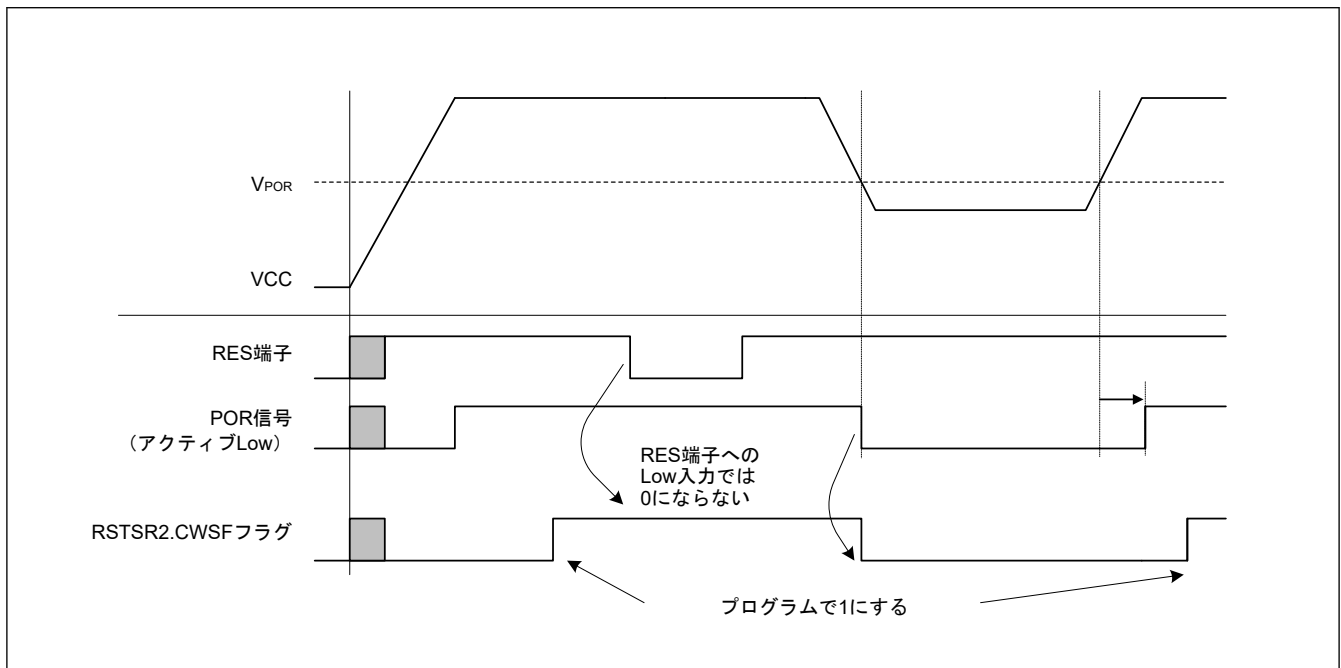 VPOR
VCC
RES端子
POR信号
（アクティブLow）
RES端子への
Low入力では
0にならない
RSTSR2.CWSFフラグ
プログラムで1にする